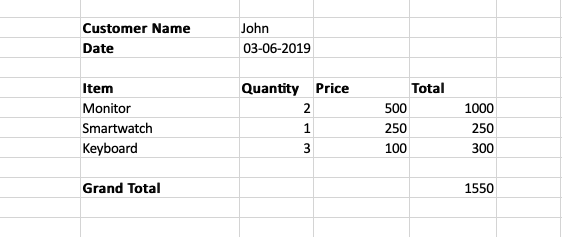 Customer Name John
Date 03-06-2019
Item Quantity Price Total
Monitor 2 500 1000
Smartwatch 1 250 250
Keyboard 3 100 300
Grand Total 1550